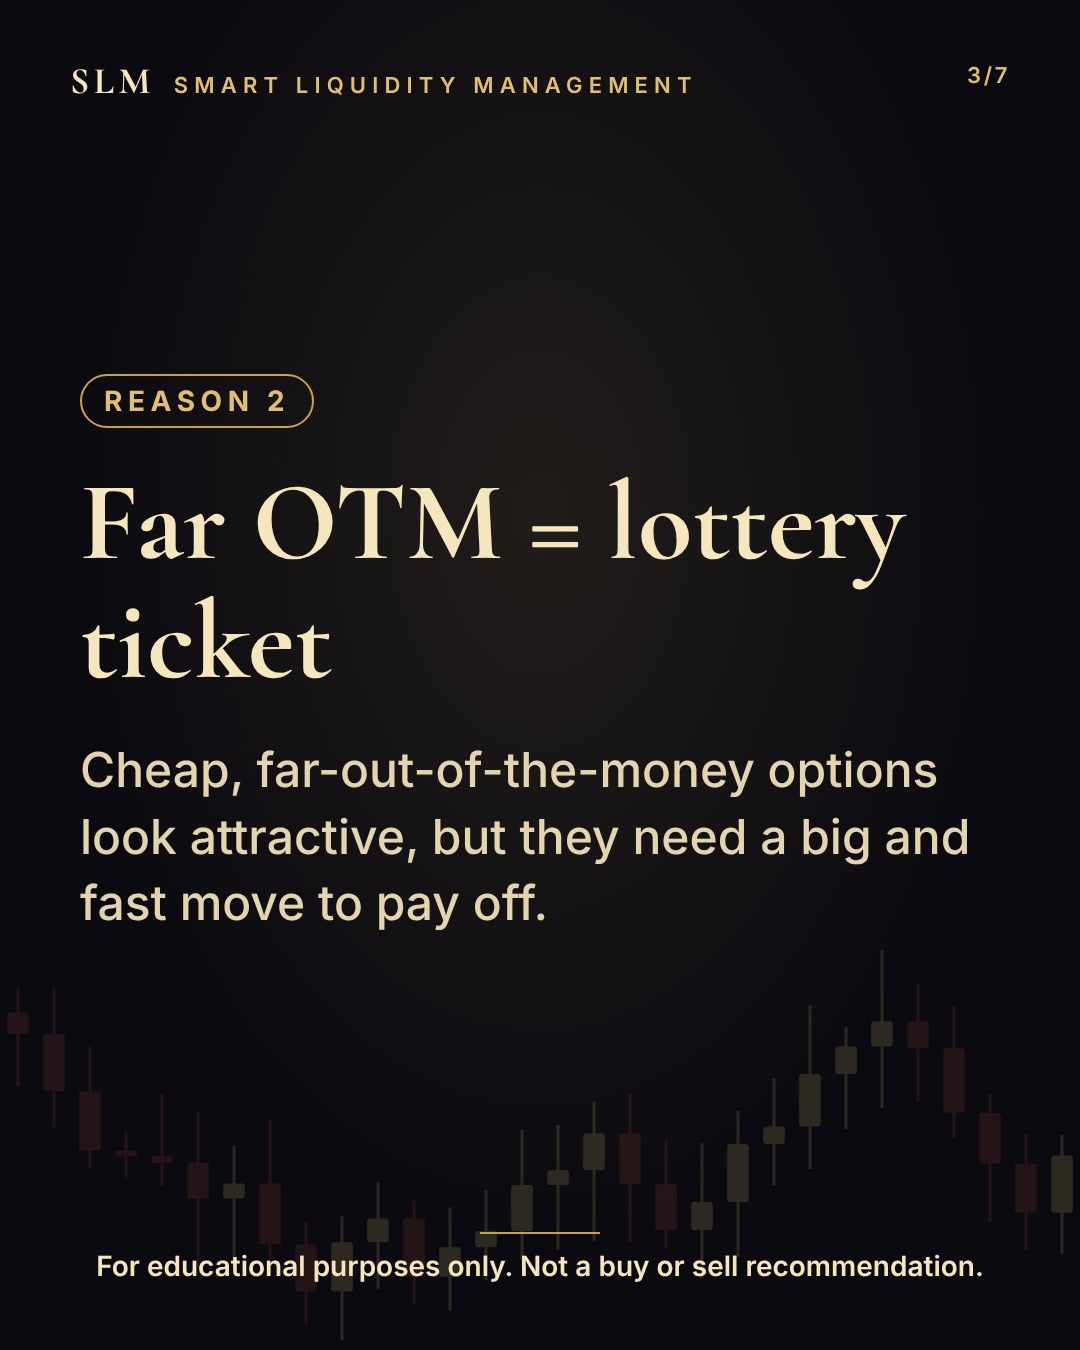 SLM SMART LIQUIDITY MANAGEMENT
3/7
REASON 2
Far OTM = lottery
ticket
Cheap, far-out-of-the-money options
look attractive, but they need a big and
fast move to pay off.
For educational purposes only. Not a buy or sell recommendation.